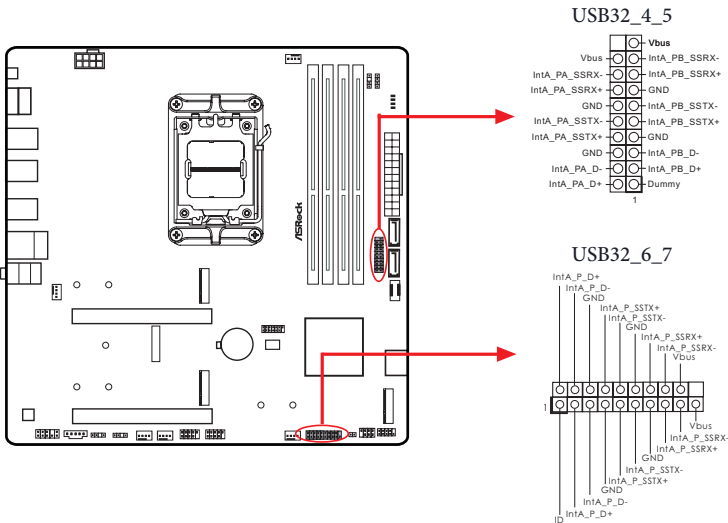 USB32_4_5
Vbus
Vbus IntA_PB_SSRX-
IntA_PA_SSRX- IntA_PB_SSRX+
IntA_PA_SSRX+ GND
GND IntA_PB_SSTX-
IntA_PA_SSTX- IntA_PB_SSTX+
IntA_PA_SSTX+ GND
GND IntA_PB_D-
IntA_PA_D- IntA_PB_D+
IntA_PA_D+ Dummy
1
ASRock
USB32_6_7
IntA_P_D+
IntA_P_D-
GND
IntA_P_SSTX+
IntA_P_SSTX-
GND
IntA_P_SSRX+
IntA_P_SSRX-
Vbus
1
Vbus
IntA_P_SSRX-
IntA_P_SSRX+
GND
IntA_P_SSTX-
IntA_P_SSTX+
GND
IntA_P_D-
IntA_P_D+
ID